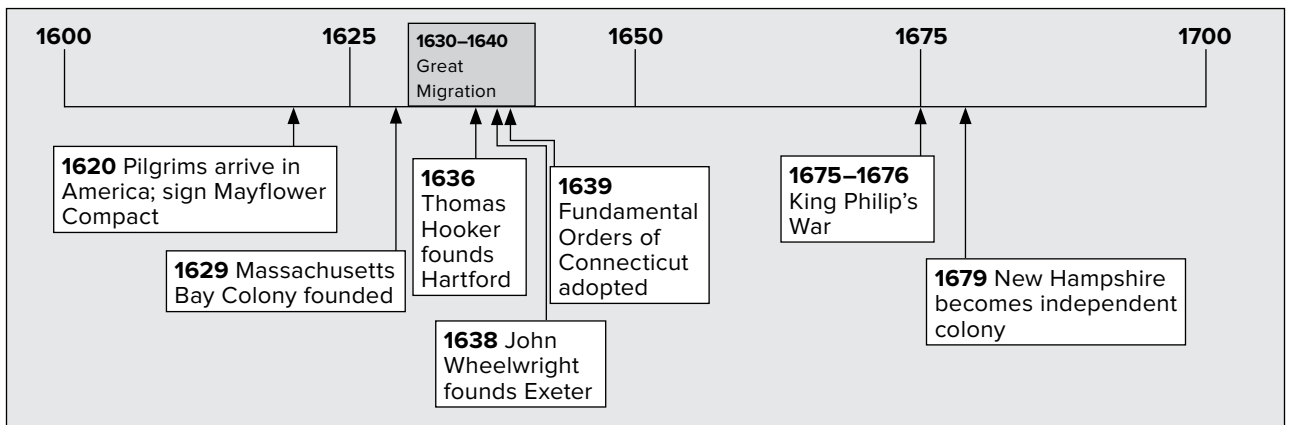 1600
1625
1630–1640
Great
Migration
1650
1675
1700
1620 Pilgrims arrive in
America; sign Mayflower
Compact
1629 Massachusetts
Bay Colony founded
1636
Thomas
Hooker
founds
Hartford
1638 John
Wheelwright
founds Exeter
1639
Fundamental
Orders of
Connecticut
adopted
1675–1676
King Philip's
War
1679 New Hampshire
becomes independent
colony